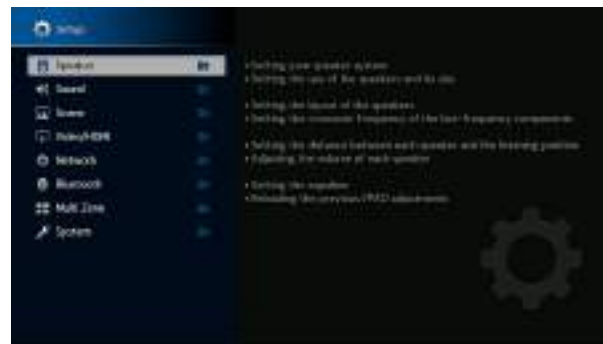 Setup
Speaker
Sound
Scene
Video/HDMI
Network
Bluetooth
Multi Zone
System
• Setting your speaker system
• Setting the use of the speakers and its size
• Setting the layout of the speakers
• Setting the crossover frequency of the low-frequency components
• Setting the distance between each speaker and the listening position
• Adjusting the volume of each speaker
• Setting the equalizer
• Reloading the previous YPAO adjustments